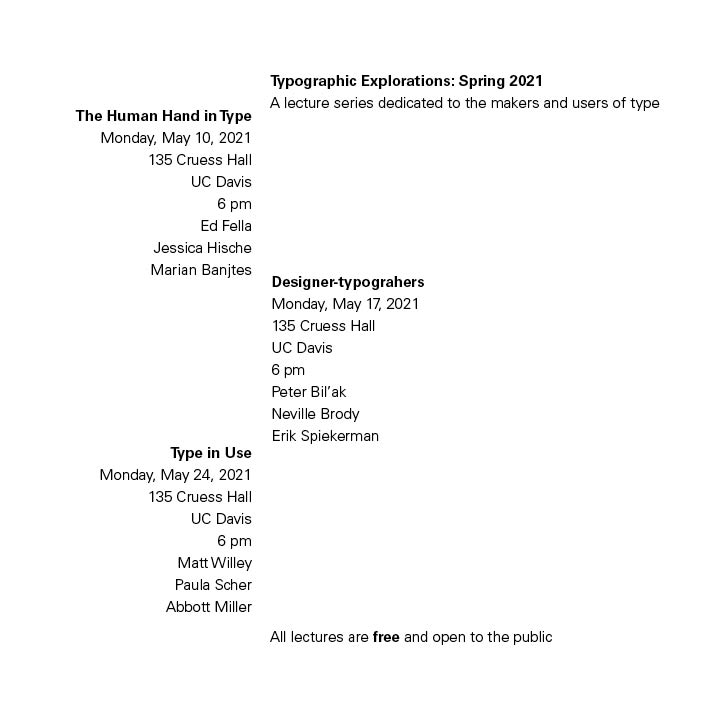 Typographic Explorations: Spring 2021
A lecture series dedicated to the makers and users of type
The Human Hand in Type
Monday, May 10, 2021
135 Cruess Hall
UC Davis
6 pm
Ed Fella
Jessica Hische
Marian Banjtes
Designer-typograhers
Monday, May 17, 2021
135 Cruess Hall
UC Davis
6 pm
Peter Bil’ak
Neville Brody
Erik Spiekerman
Type in Use
Monday, May 24, 2021
135 Cruess Hall
UC Davis
6 pm
Matt Willey
Paula Scher
Abbott Miller
All lectures are free and open to the public